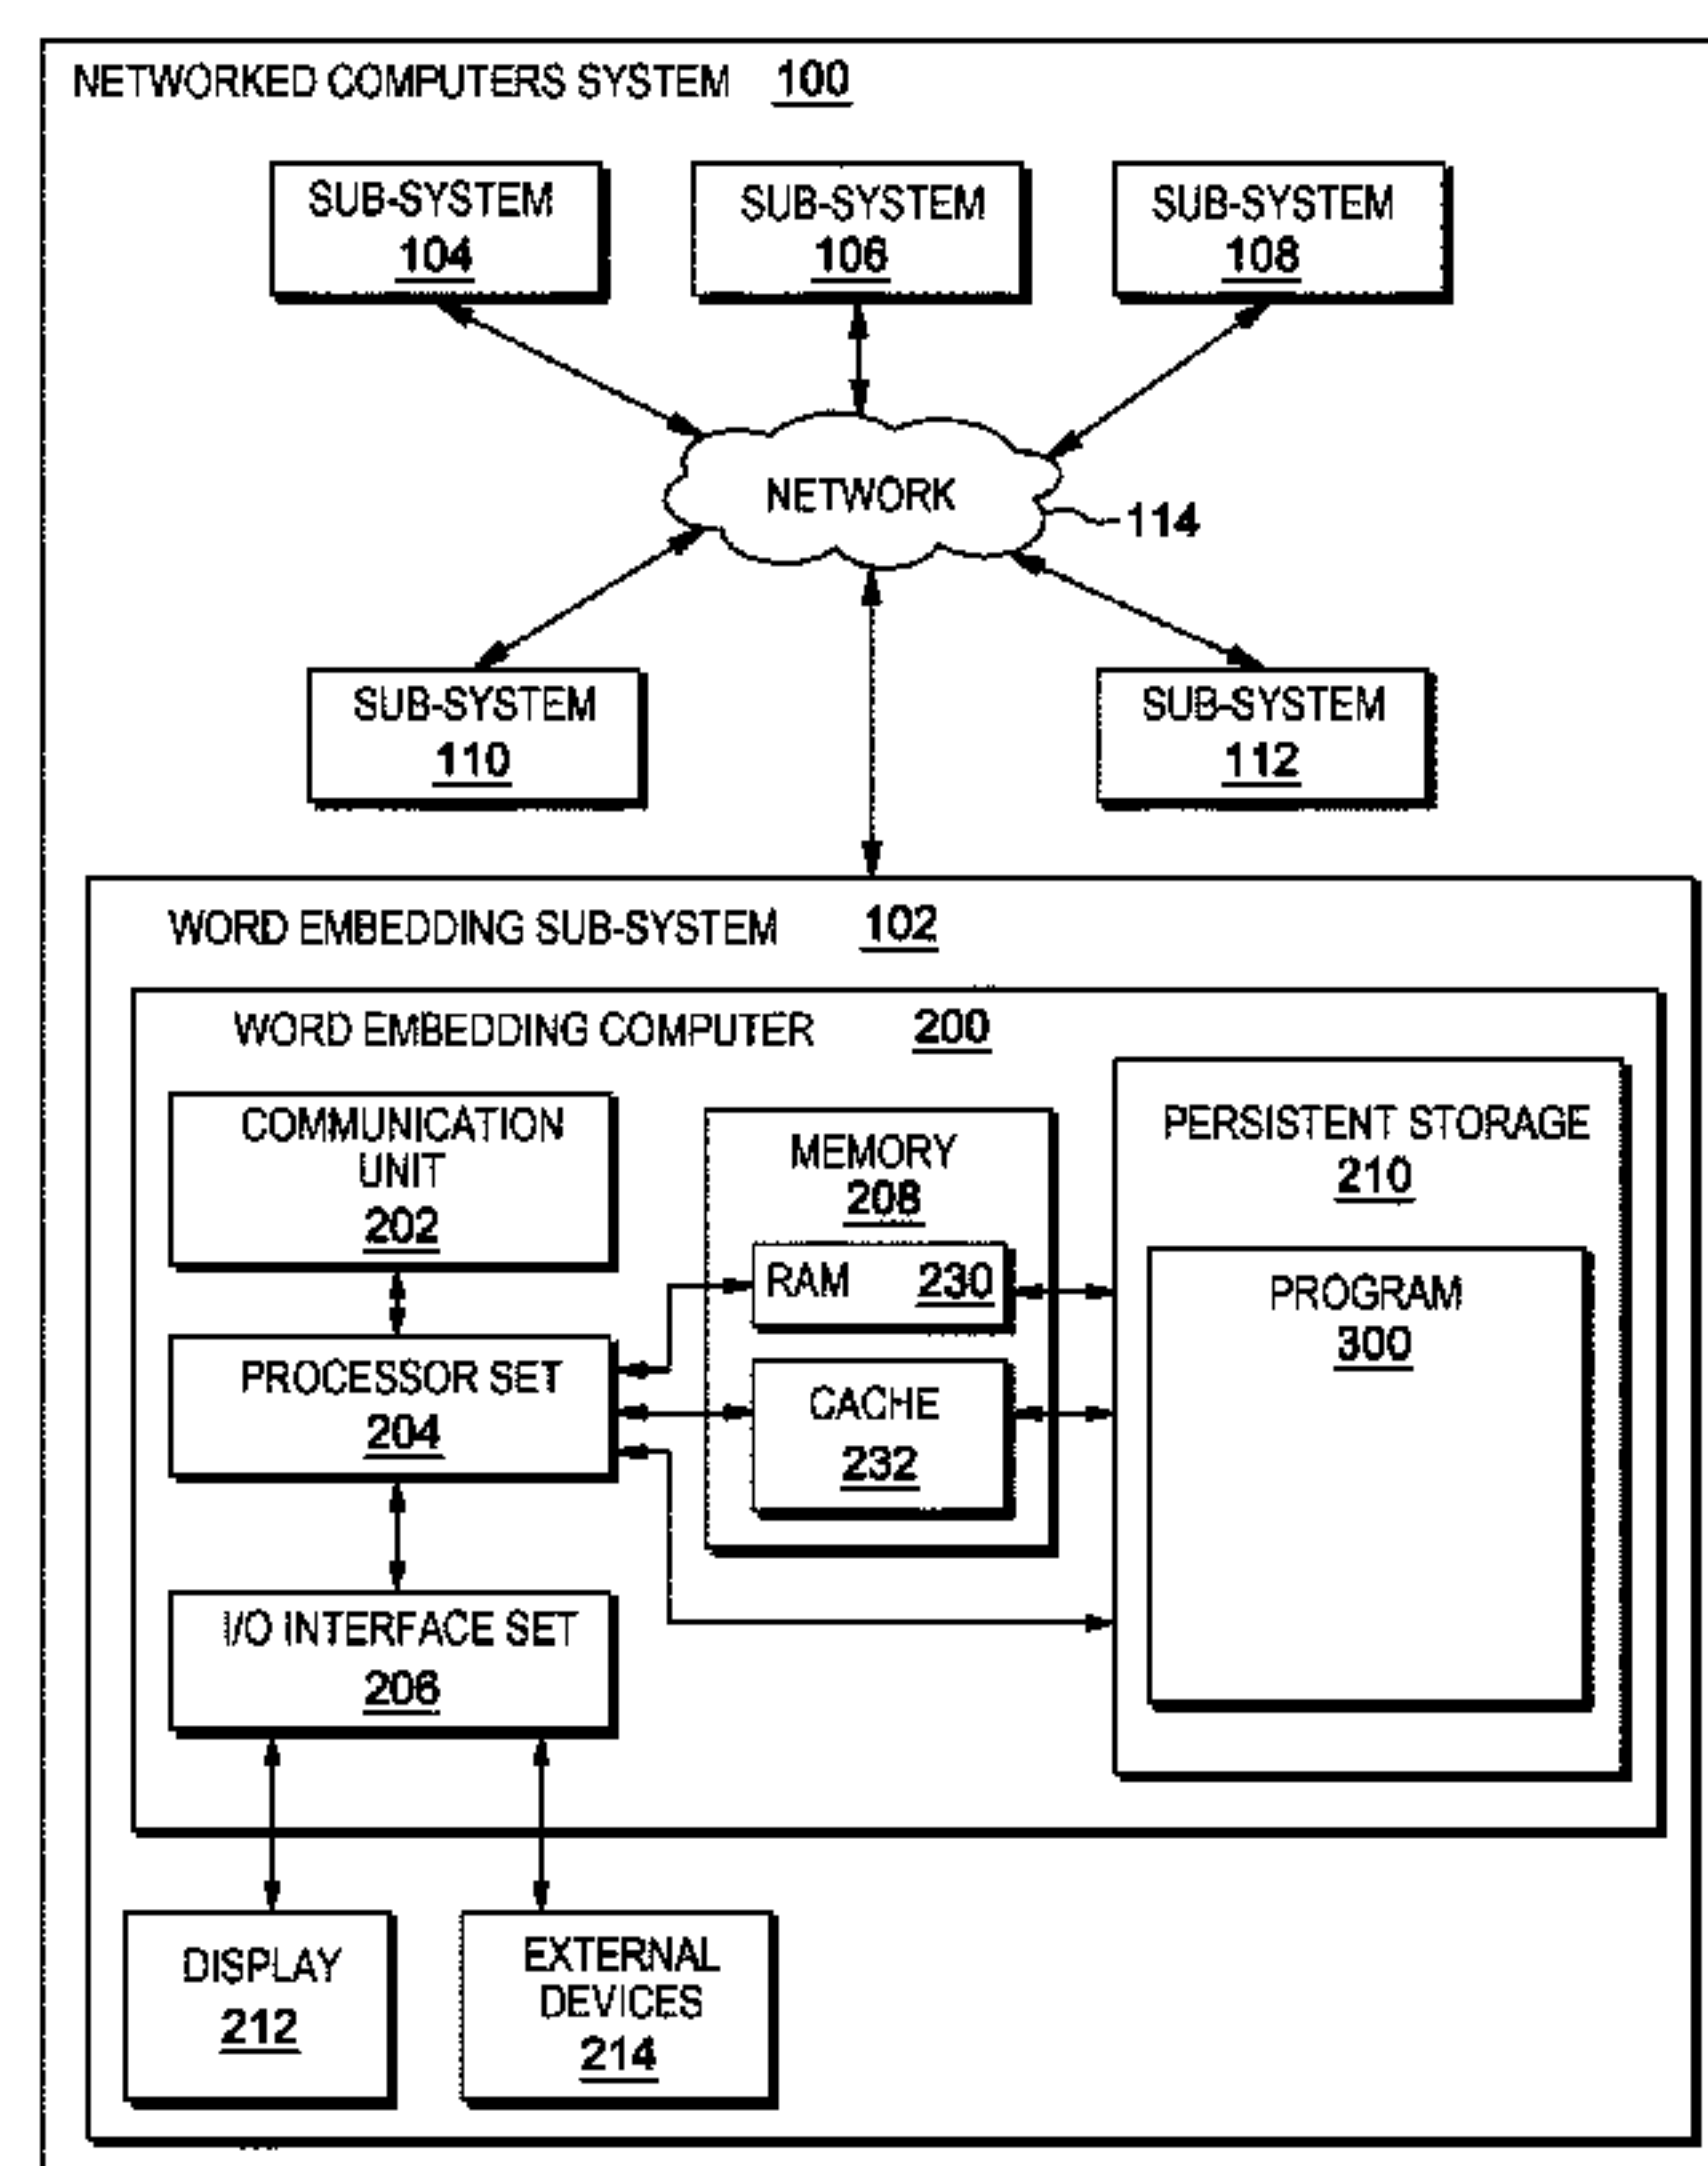 NETWORKED COMPUTERS SYSTEM 100
SUB-SYSTEM
104
SUB-SYSTEM
106
SUB-SYSTEM
108
NETWORK
114
SUB-SYSTEM
110
SUB-SYSTEM
112
WORD EMBEDDING SUB-SYSTEM 102
WORD EMBEDDING COMPUTER 200
COMMUNICATION
UNIT
202
PROCESSOR SET
204
I/O INTERFACE SET
206
MEMORY
208
RAM 230
CACHE
232
PERSISTENT STORAGE
210
PROGRAM
300
DISPLAY
212
EXTERNAL
DEVICES
214